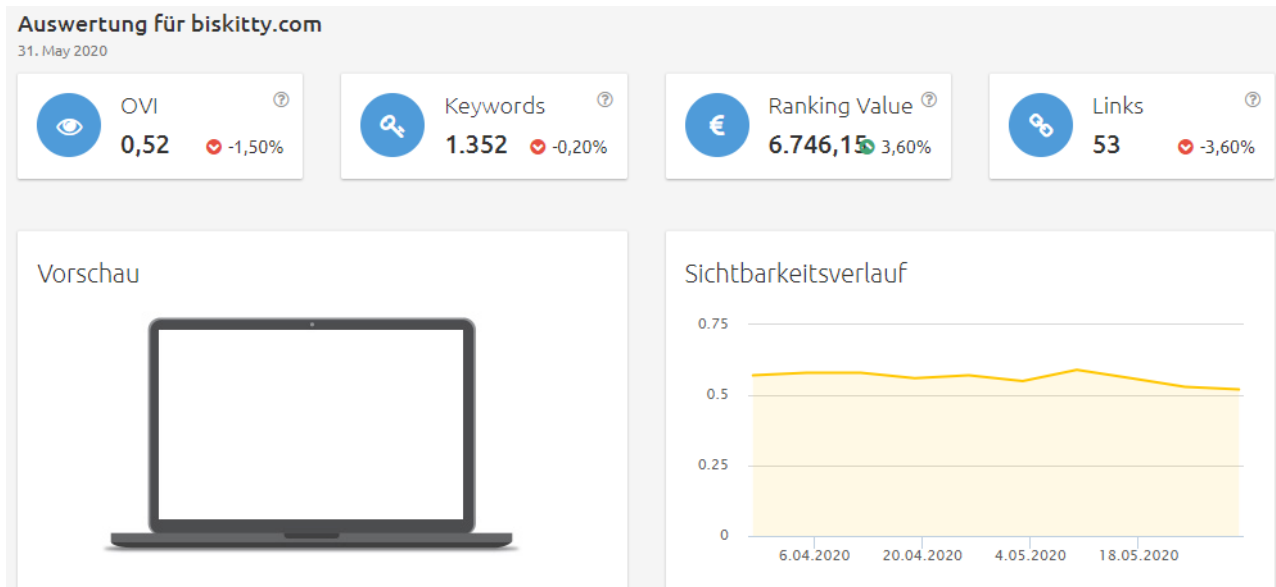 Auswertung für biskitty.com
31. May 2020
OVI
0,52 -1,50%
Keywords
1.352 -0,20%
Ranking Value
6.746,15 3,60%
Links
53 -3,60%
Vorschau
Sichtbarkeitsverlauf
0.75
0.5
0.25
0
6.04.2020 20.04.2020 4.05.2020 18.05.2020